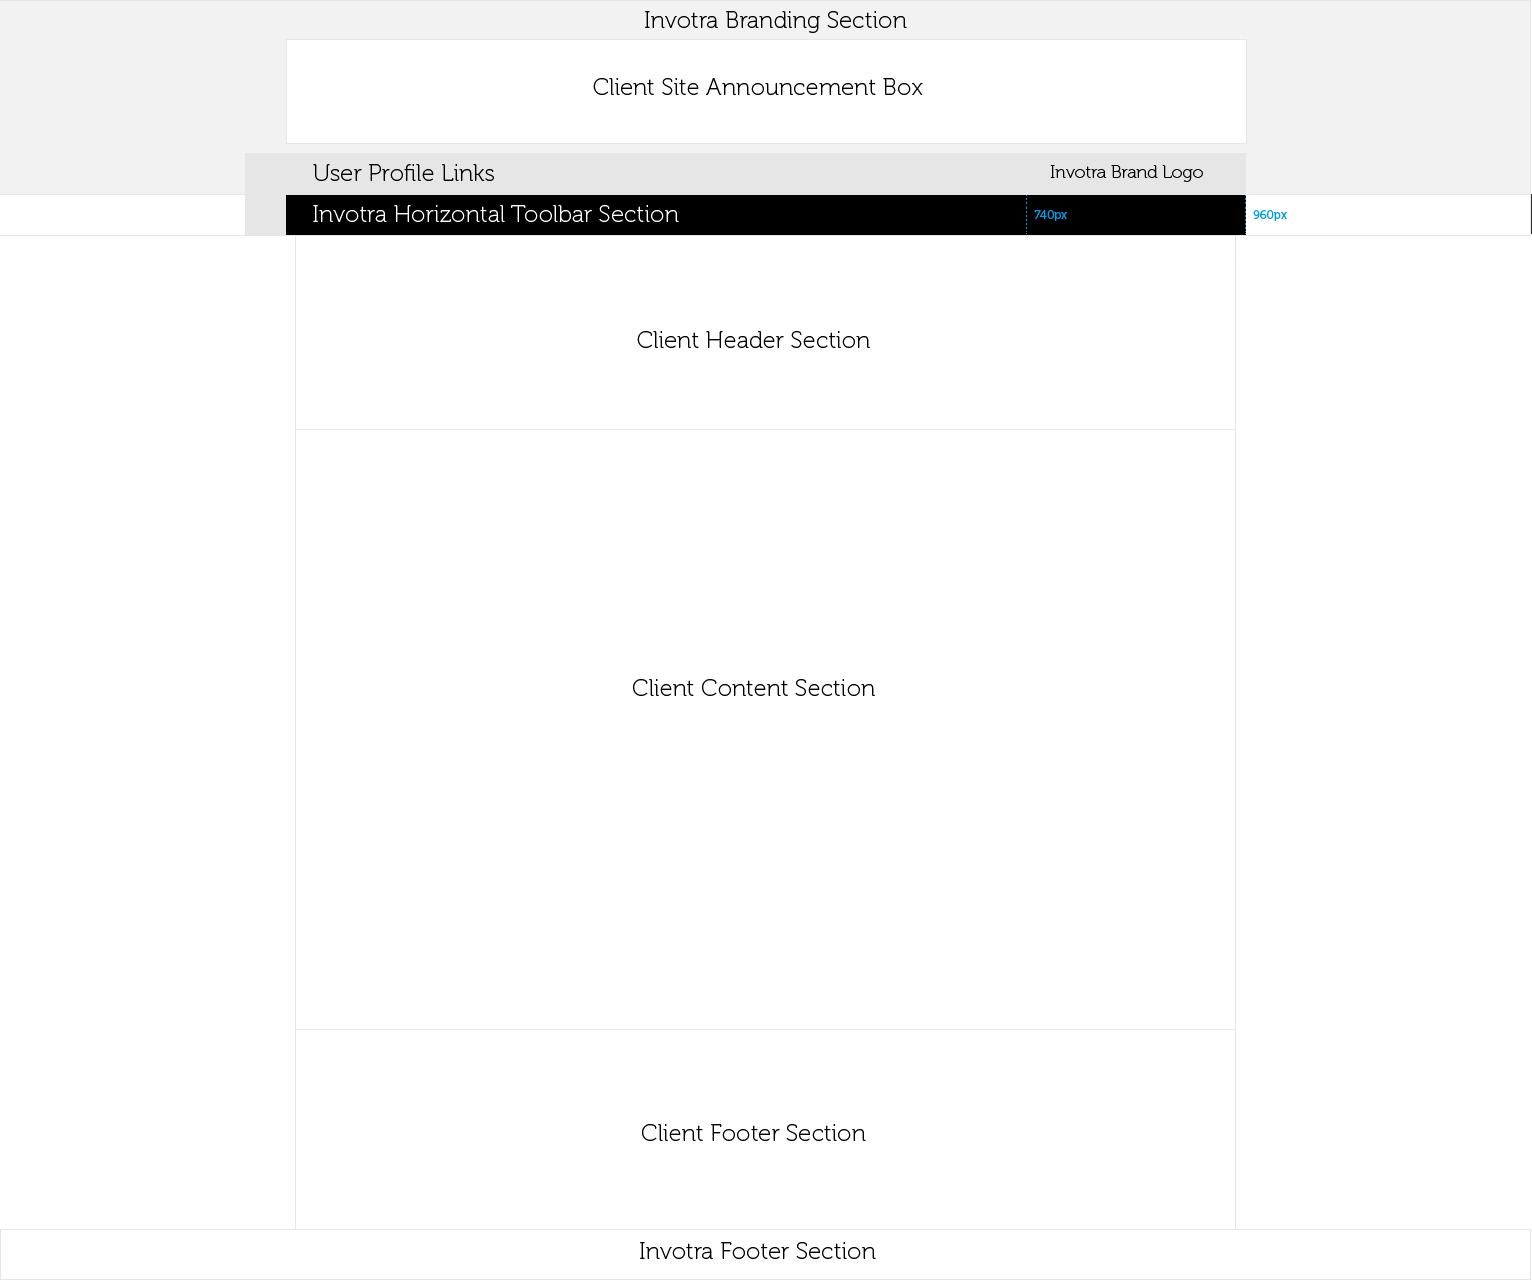 Invotra Branding Section
Client Site Announcement Box
User Profile Links
Invotra Brand Logo
Invotra Horizontal Toolbar Section
740px
960px
Client Header Section
Client Content Section
Client Footer Section
Invotra Footer Section